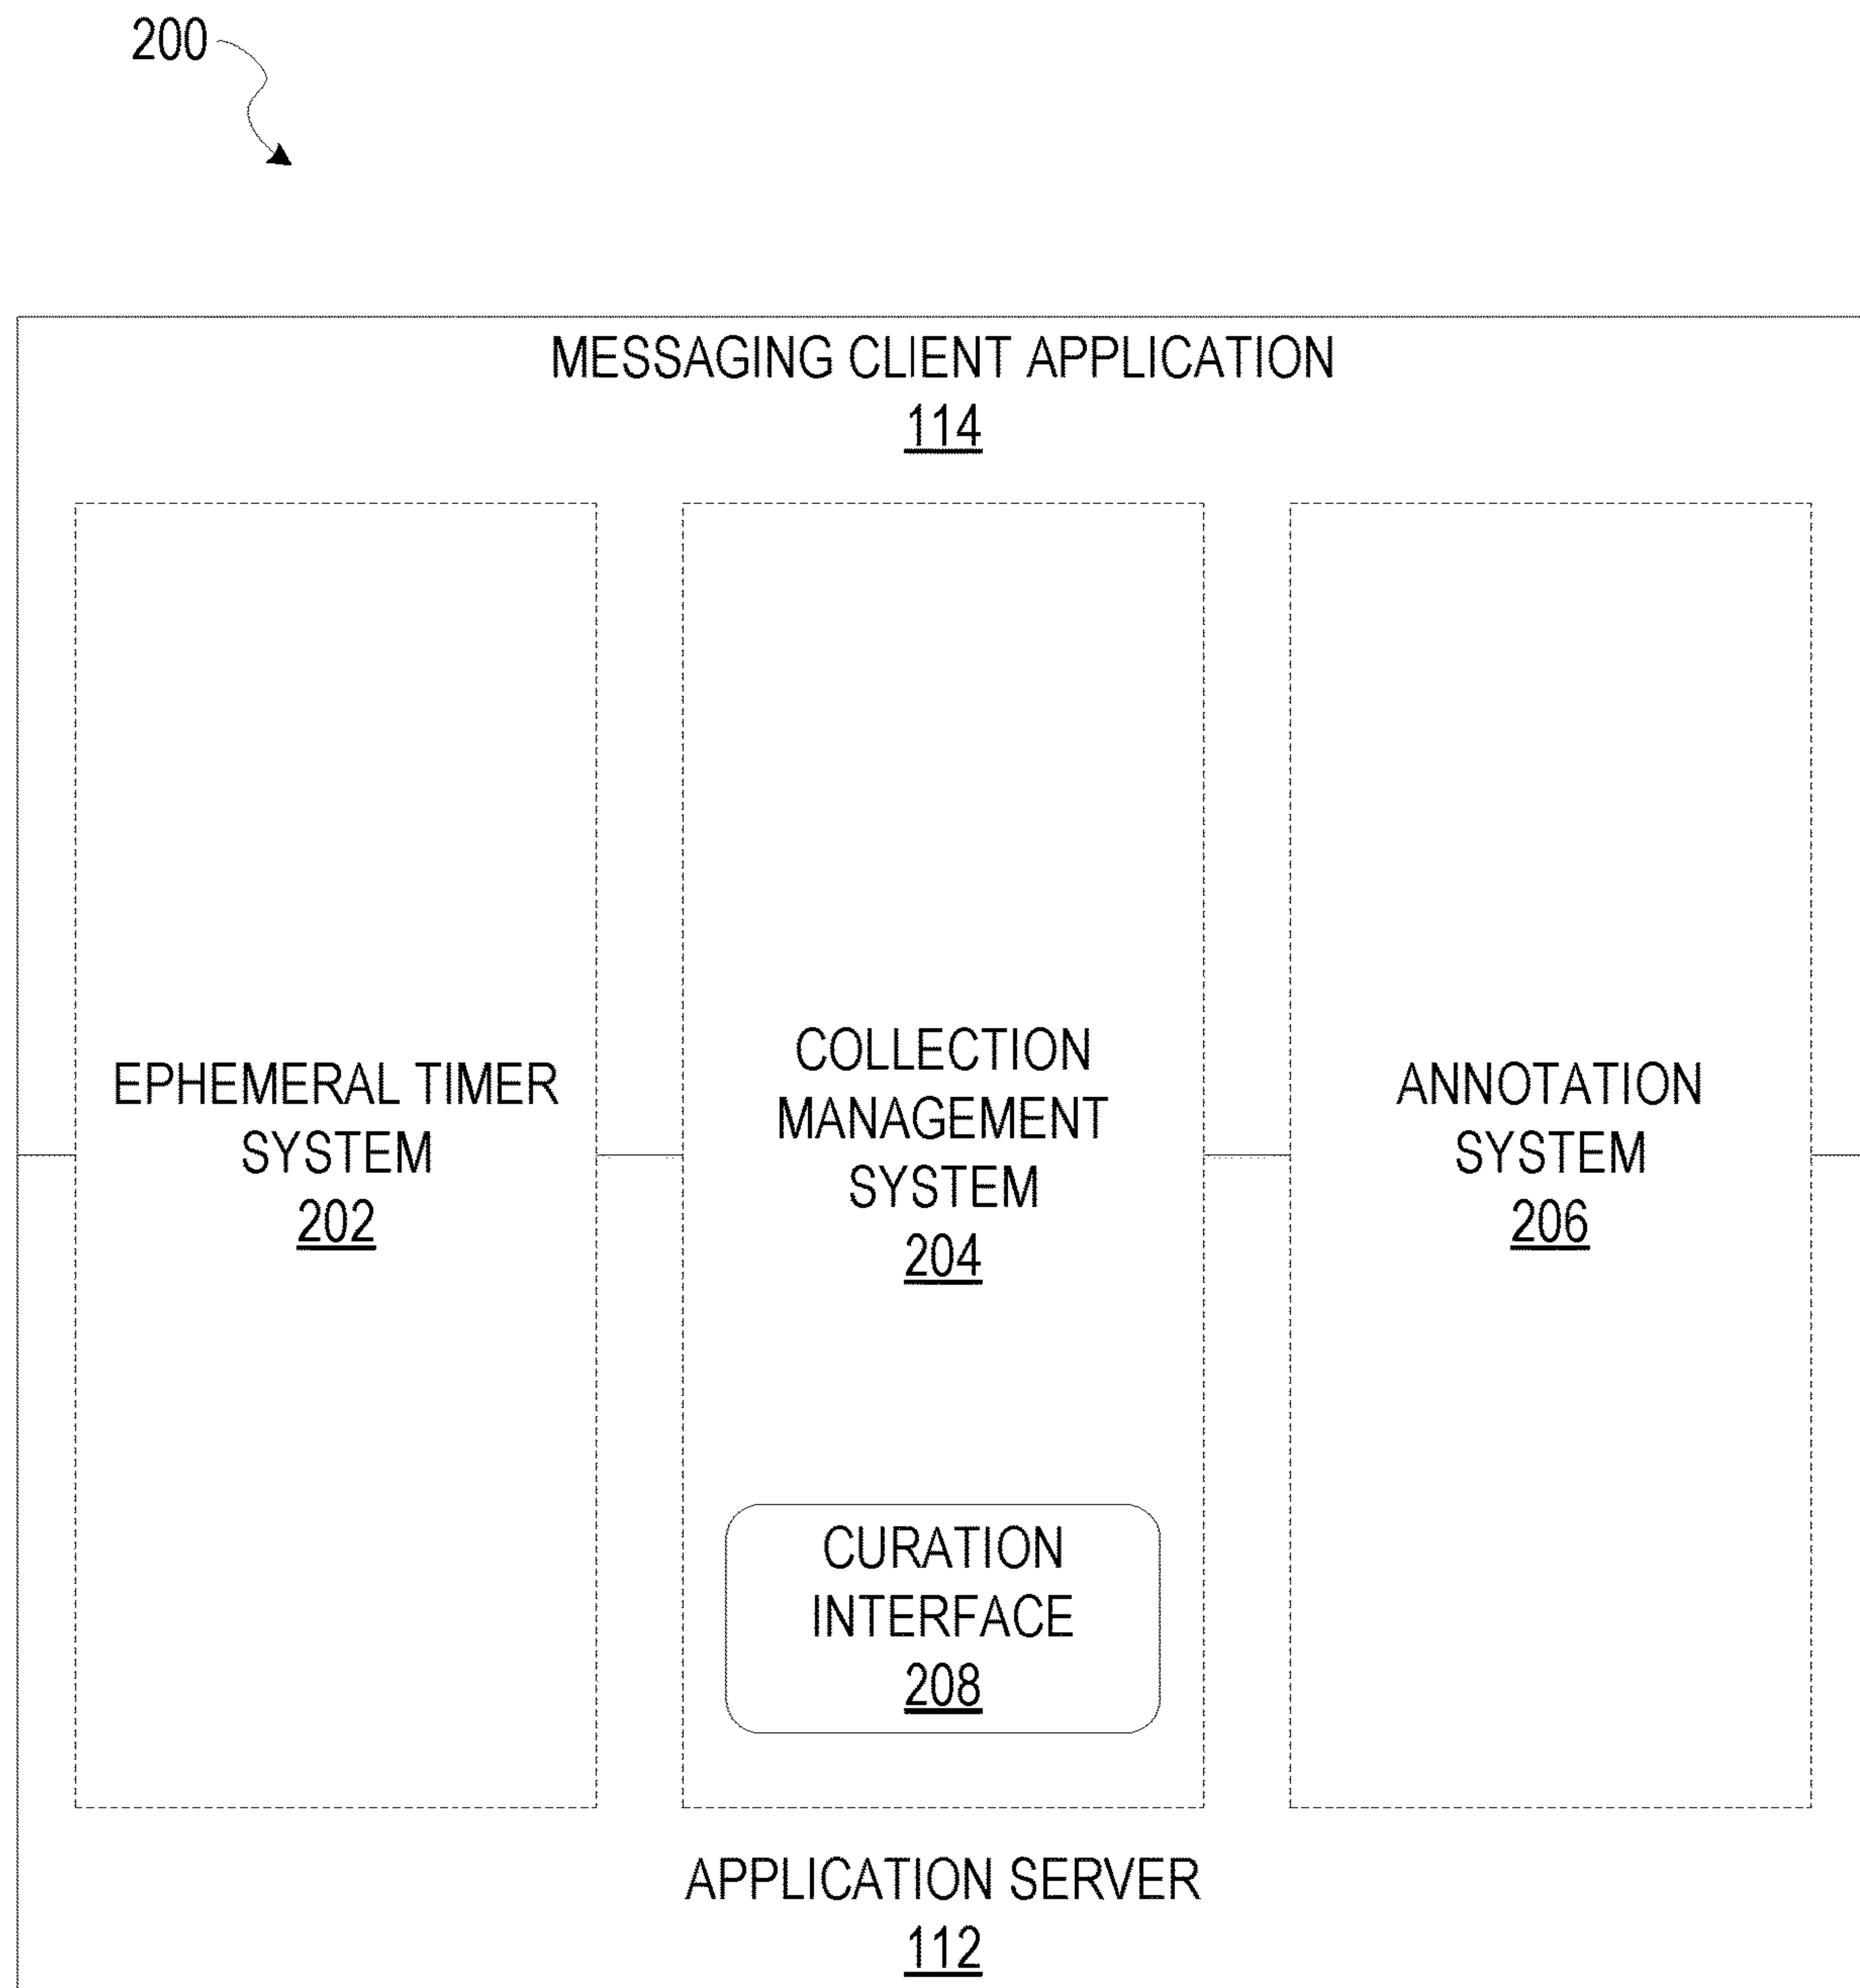 200
MESSAGING CLIENT APPLICATION
114
EPHEMERAL TIMER
SYSTEM
202
COLLECTION
MANAGEMENT
SYSTEM
204
ANNOTATION
SYSTEM
206
CURATION
INTERFACE
208
APPLICATION SERVER
112